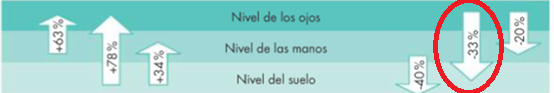 Nivel de los ojos
Nivel de las manos
Nivel del suelo
+63%
+78%
+34%
-40%
-33%
-20%